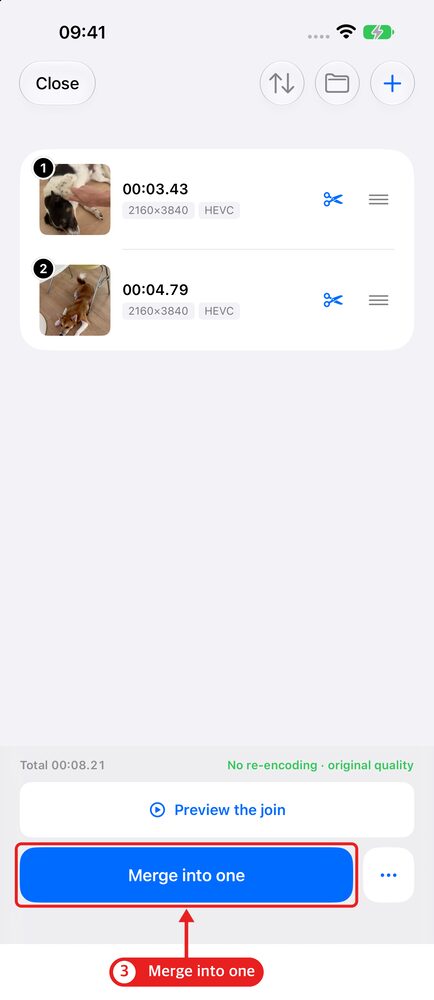 09:41
Close
1
00:03.43
2160×3840 HEVC
2
00:04.79
2160×3840 HEVC
Total 00:08.21 No re-encoding · original quality
Preview the join
Merge into one
3 Merge into one